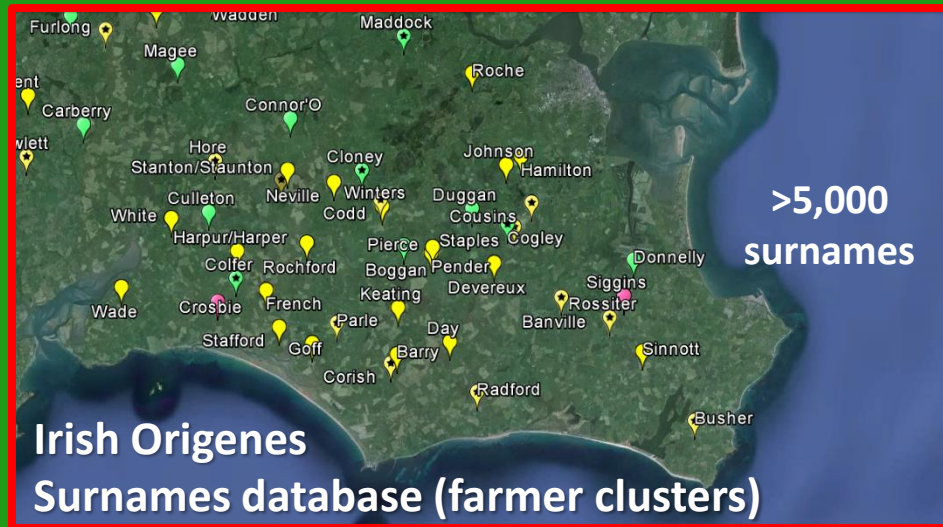 Wadden
Furlong
Maddock
Magee
Roche
ent
Carberry
Connor'O
wlett
Hore
Johnson
Stanton/Staunton
Cloney
Hamilton
Neville
Winters
Duggan
Culleton
Codd
Cousins
White
>5,000
surnames
Harpur/Harper
Pierce
Staples
Cogley
Colfer
Rochford
Boggan
Pender
Donnelly
Devereux
Siggins
Wade
Crosbie
French
Keating
Rossiter
Parle
Banville
Stafford
Day
Goff
Barry
Sinnott
Corish
Radford
Busher
Irish Origenes
Surnames database (farmer clusters)